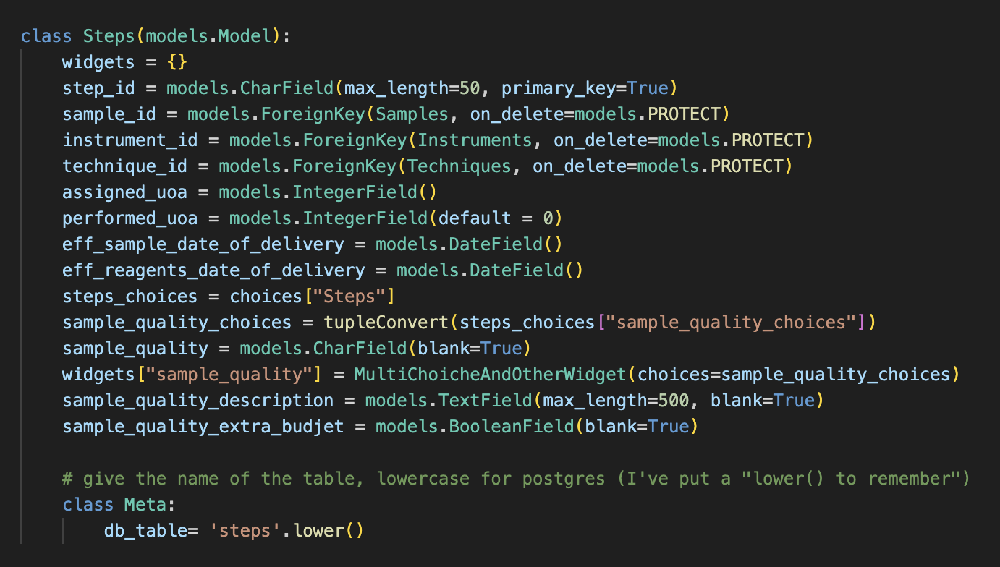 class Steps(models.Model):
    widgets = {}
    step_id = models.CharField(max_length=50, primary_key=True)
    sample_id = models.ForeignKey(Samples, on_delete=models.PROTECT)
    instrument_id = models.ForeignKey(Instruments, on_delete=models.PROTECT)
    technique_id = models.ForeignKey(Techniques, on_delete=models.PROTECT)
    assigned_uoa = models.IntegerField()
    performed_uoa = models.IntegerField(default = 0)
    eff_sample_date_of_delivery = models.DateField()
    eff_reagents_date_of_delivery = models.DateField()
    steps_choices = choices["Steps"]
    sample_quality_choices = tupleConvert(steps_choices["sample_quality_choices"])
    sample_quality = models.CharField(blank=True)
    widgets["sample_quality"] = MultiChoicheAndOtherWidget(choices=sample_quality_choices)
    sample_quality_description = models.TextField(max_length=500, blank=True)
    sample_quality_extra_budjet = models.BooleanField(blank=True)

    # give the name of the table, lowercase for postgres (I've put a "lower() to remember")
    class Meta:
        db_table= 'steps'.lower()